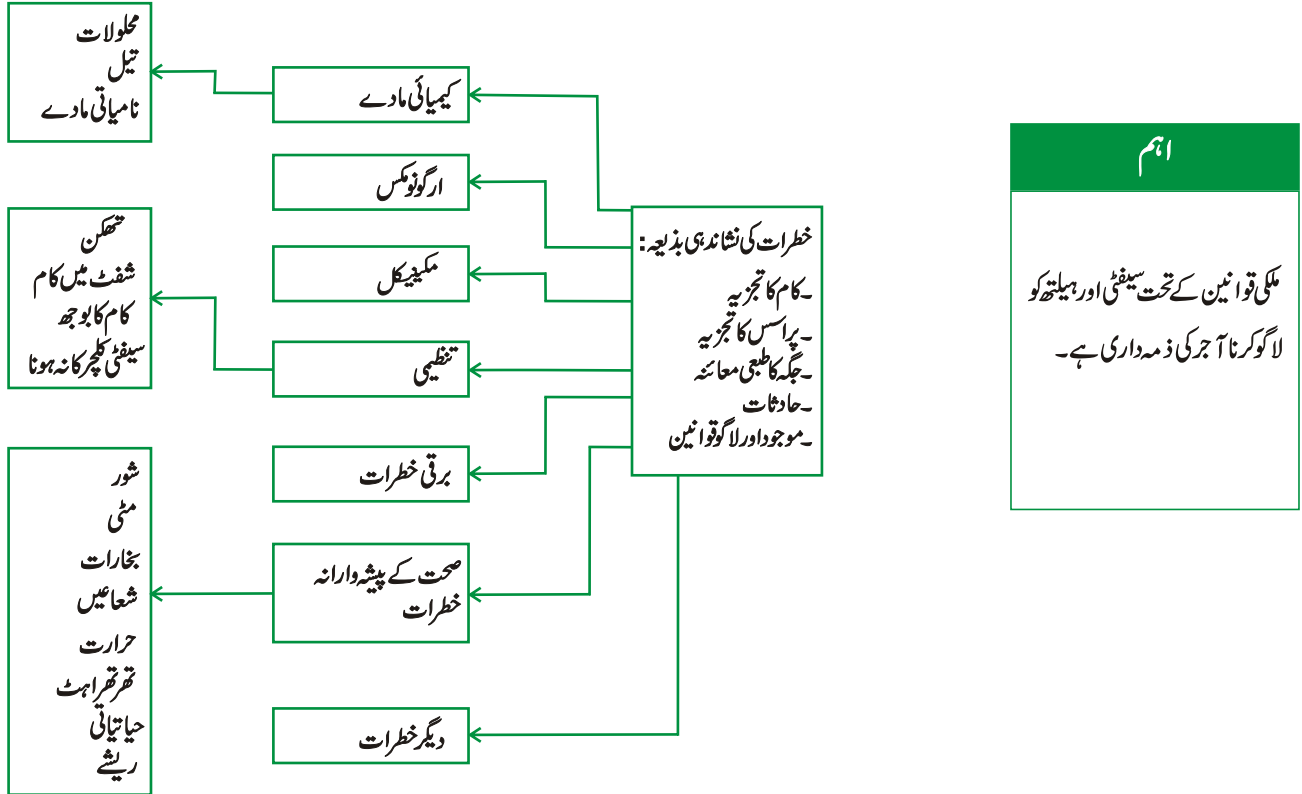 اہم
ملکی قوانین کے تحت سیفٹی اور ہیلتھ کو
لاگو کرنا آجر کی ذمہ داری ہے۔
خطرات کی نشاندہی بذریعہ:
۔کام کا تجزیہ
۔پراسس کا تجزیہ
۔جگہ کا طبعی معائنہ
۔حادثات
۔موجود اور لاگو قوانین
کیمیائی مادے
ارگونومکس
مکینیکل
تنظیمی
برقی خطرات
صحت کے پیشہ وارانہ
خطرات
دیگر خطرات
محلولات
تیل
نامیاتی مادے
تھکن
شفٹ میں کام
کام کا بوجھ
سیفٹی کلچر کا نہ ہونا
شور
مٹی
بخارات
شعاعیں
حرارت
تھرتھراہٹ
حیاتیاتی
ریشے